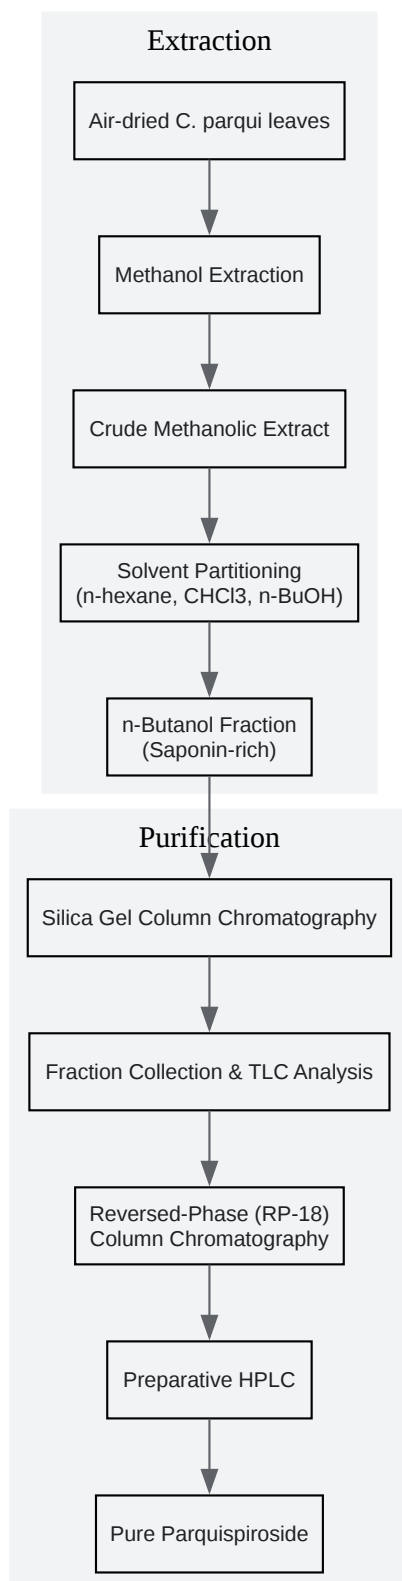 Extraction
Air-dried C. parqui leaves
Methanol Extraction
Crude Methanolic Extract
Solvent Partitioning
(n-hexane, CHCl3, n-BuOH)
n-Butanol Fraction
(Saponin-rich)
Purification
Silica Gel Column Chromatography
Fraction Collection & TLC Analysis
Reversed-Phase (RP-18)
Column Chromatography
Preparative HPLC
Pure Parquispiroside